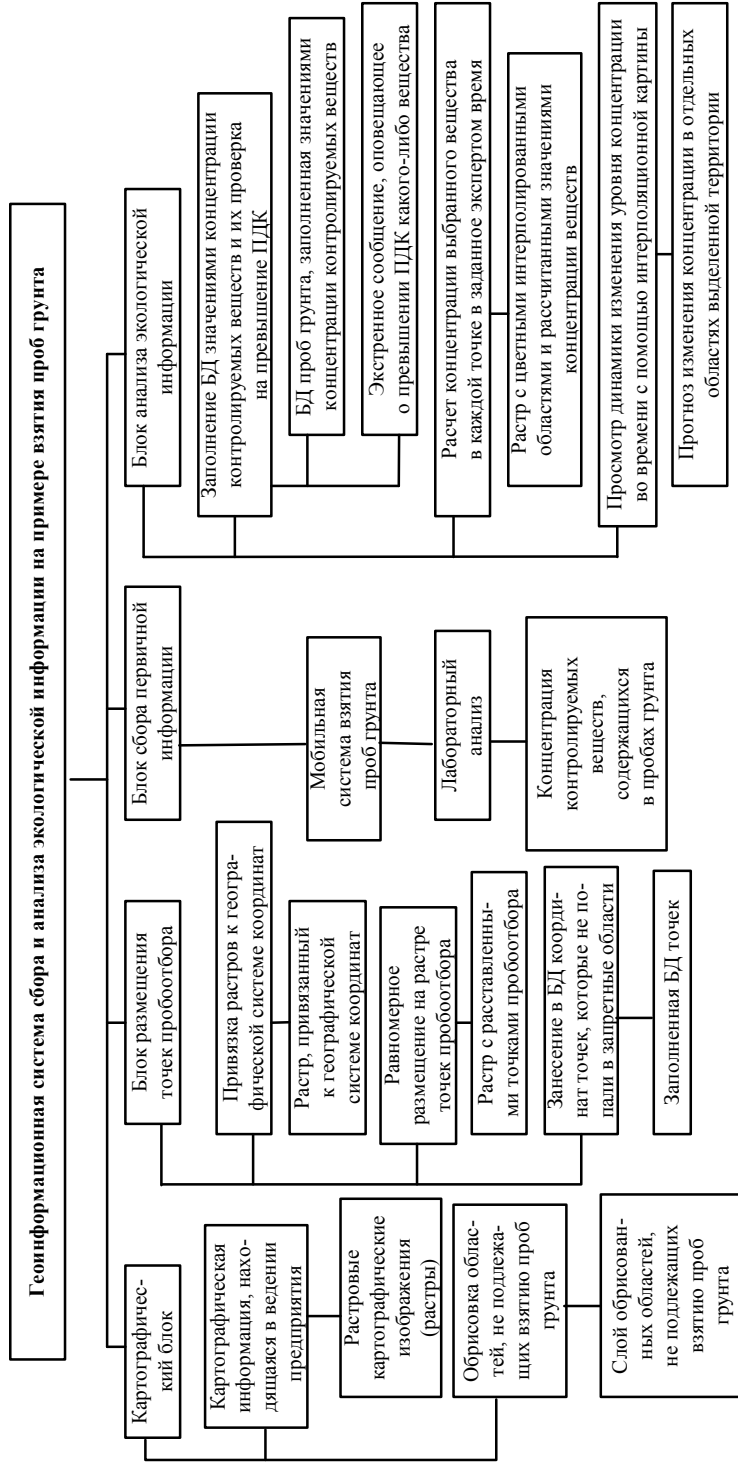 Геоинформационная система сбора и анализа экологической информации на примере взятия проб грунта
Картографичес-
кий блок
Картографическая
информация, нахо-
дящаяся в ведении
предприятия
Растровые
картографические
изображения
(растры)
Обрисовка облас-
тей, не подлежа-
щих взятию проб
грунта
Слой обрисован-
ных областей,
не подлежащих
взятию проб
грунта
Блок размещения
точек пробоотбора
Привязка растров к геогра-
фической системе координат
Растр, привязанный
к географической
системе координат
Равномерное
размещение на растре
точек пробоотбора
Растр с расставленны-
ми точками пробоотбора
Занесение в БД коорди-
нат точек, которые не по-
пали в запретные области
Заполненная БД точек
Блок сбора первичной
информации
Мобильная
система взятия
проб грунта
Лабораторный
анализ
Концентрация
контролируемых
веществ,
содержащихся
в пробах грунта
Блок анализа экологической
информации
Заполнение БД значениями концентрации
контролируемых веществ и их проверка
на превышение ПДК
БД проб грунта, заполненная значениями
концентрации контролируемых веществ
Экстренное сообщение, оповещающее
о превышении ПДК какого-либо вещества
Расчет концентрации выбранного вещества
в каждой точке в заданное экспертом время
Растр с цветными интерполированными
областями и рассчитанными значениями
концентрации веществ
Просмотр динамики изменения уровня концентрации
во времени с помощью интерполяционной картины
Прогноз изменения концентрации в отдельных
областях выделенной территории